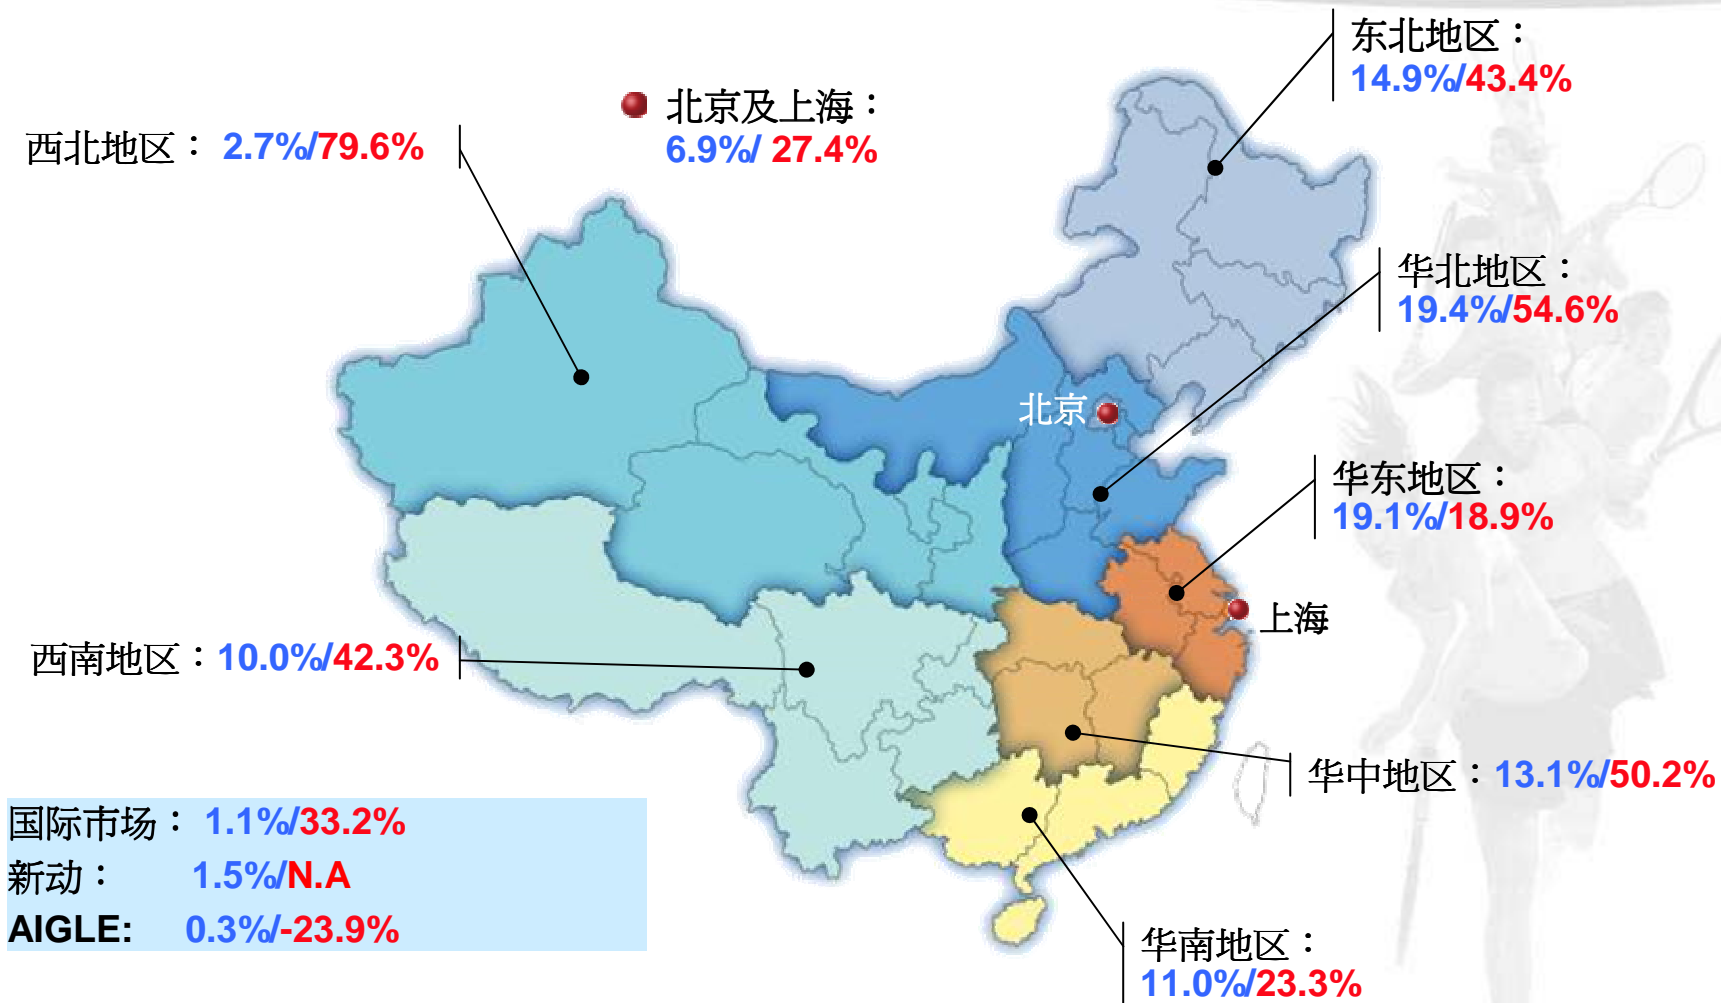 东北地区：
14.9%/43.4%
北京及上海：
6.9%/ 27.4%
西北地区： 2.7%/79.6%
华北地区：
19.4%/54.6%
北京
华东地区：
19.1%/18.9%
上海
西南地区：10.0%/42.3%
华中地区：13.1%/50.2%
国际市场： 1.1%/33.2%
新动： 1.5%/N.A
AIGLE: 0.3%/-23.9%
华南地区：
11.0%/23.3%